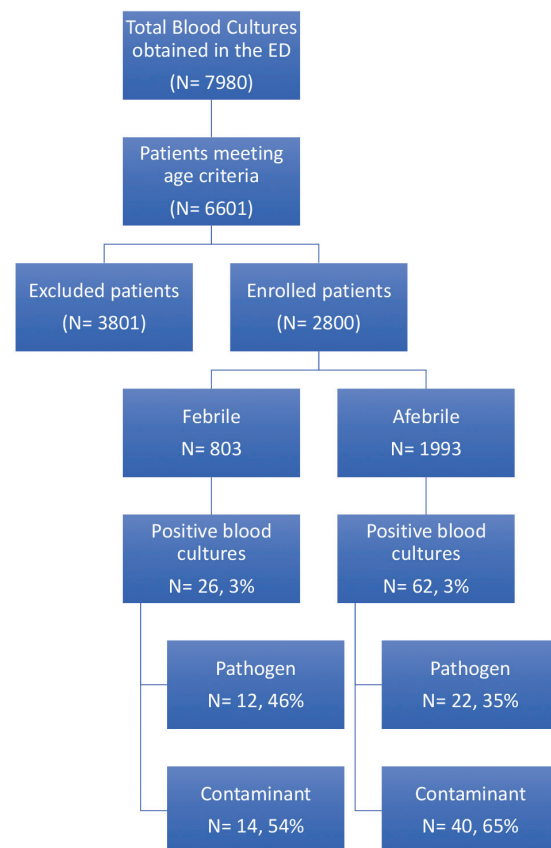 Total Blood Cultures
obtained in the ED
(N= 7980)
Patients meeting
age criteria
(N= 6601)
Excluded patients
(N= 3801)
Enrolled patients
(N= 2800)
Febrile
N= 803
Afebrile
N= 1993
Positive blood
cultures
N= 26, 3%
Positive blood
cultures
N= 62, 3%
Pathogen
N= 12, 46%
Pathogen
N= 22, 35%
Contaminant
N= 14, 54%
Contaminant
N= 40, 65%